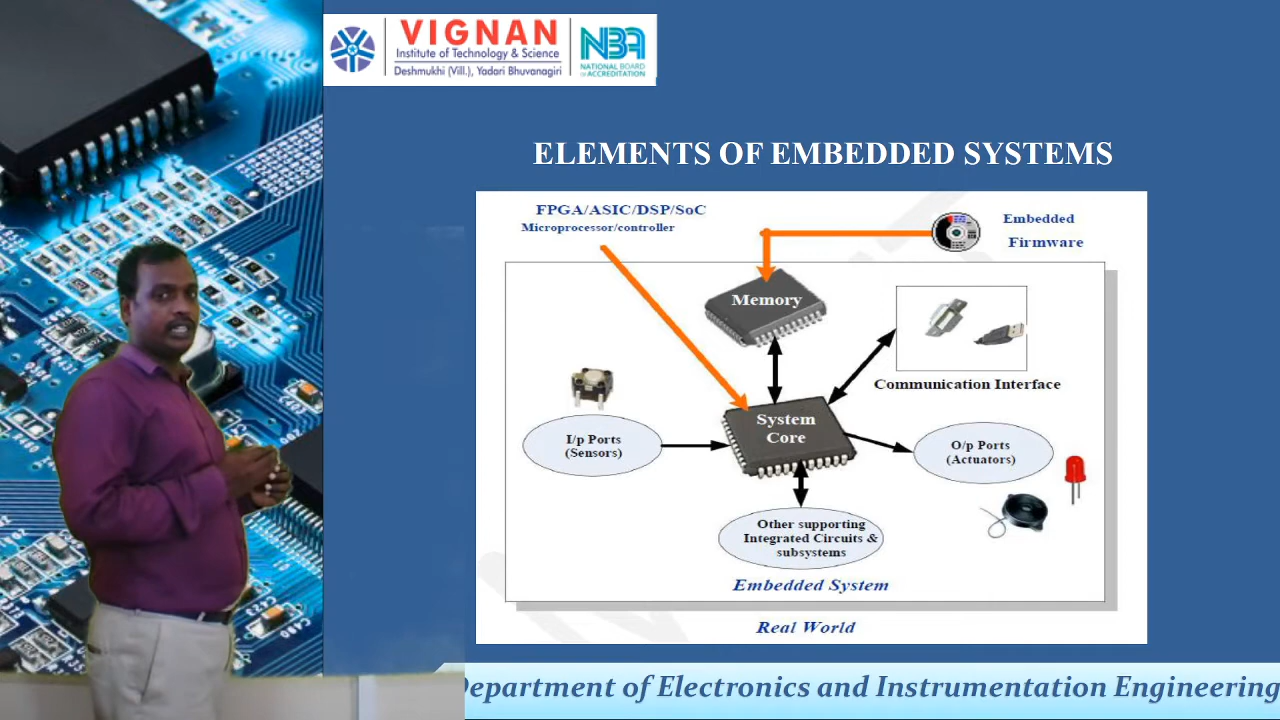 VIGNAN
Institute of Technology & Science
Deshmukhi (Vill.), Yadari Bhuvanagiri
NBA
NATIONAL BOARD
of ACCREDITATION
ELEMENTS OF EMBEDDED SYSTEMS
FPGA/ASIC/DSP/SoC
Microprocessor/controller
Embedded
Firmware
Memory
Communication Interface
System
Core
I/p Ports
(Sensors)
O/p Ports
(Actuators)
Other supporting
Integrated Circuits &
subsystems
Embedded System
Real World
Department of Electronics and Instrumentation Engineering